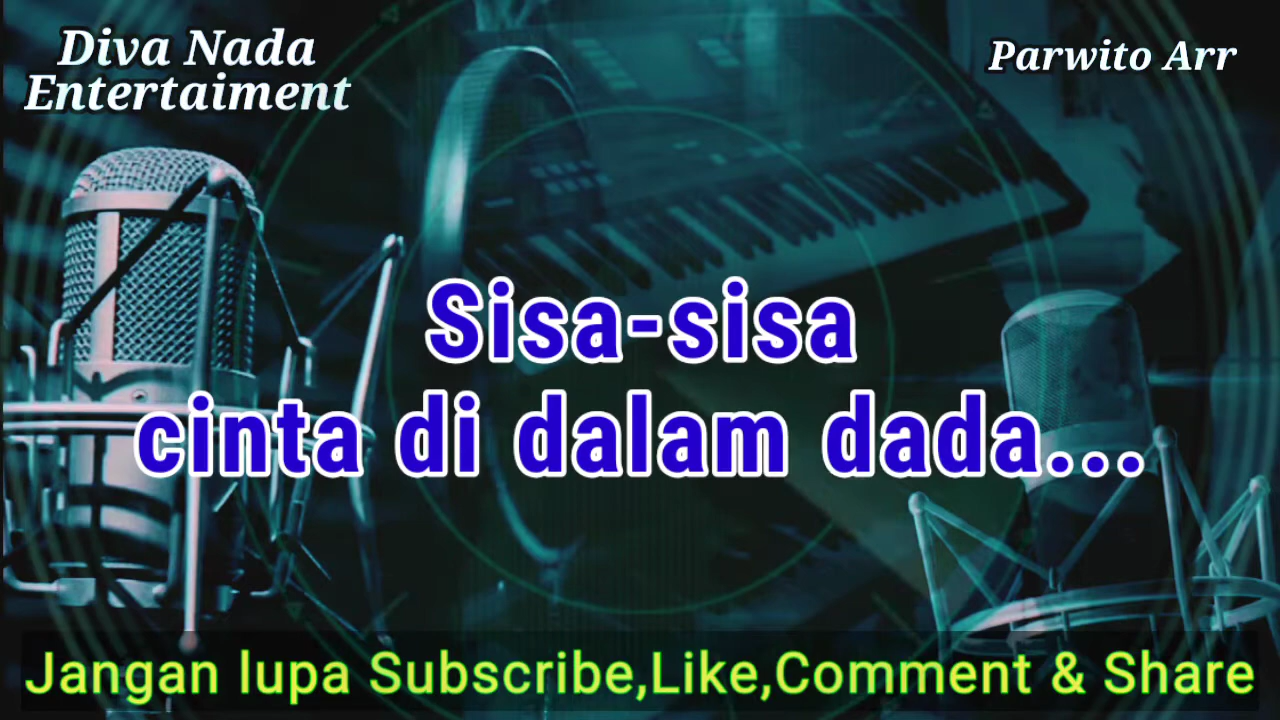 Diva Nada
Entertaiment
Parwito Arr
Sisa-sisa
cinta di dalam dada...
Jangan lupa Subscribe,Like,Comment & Share